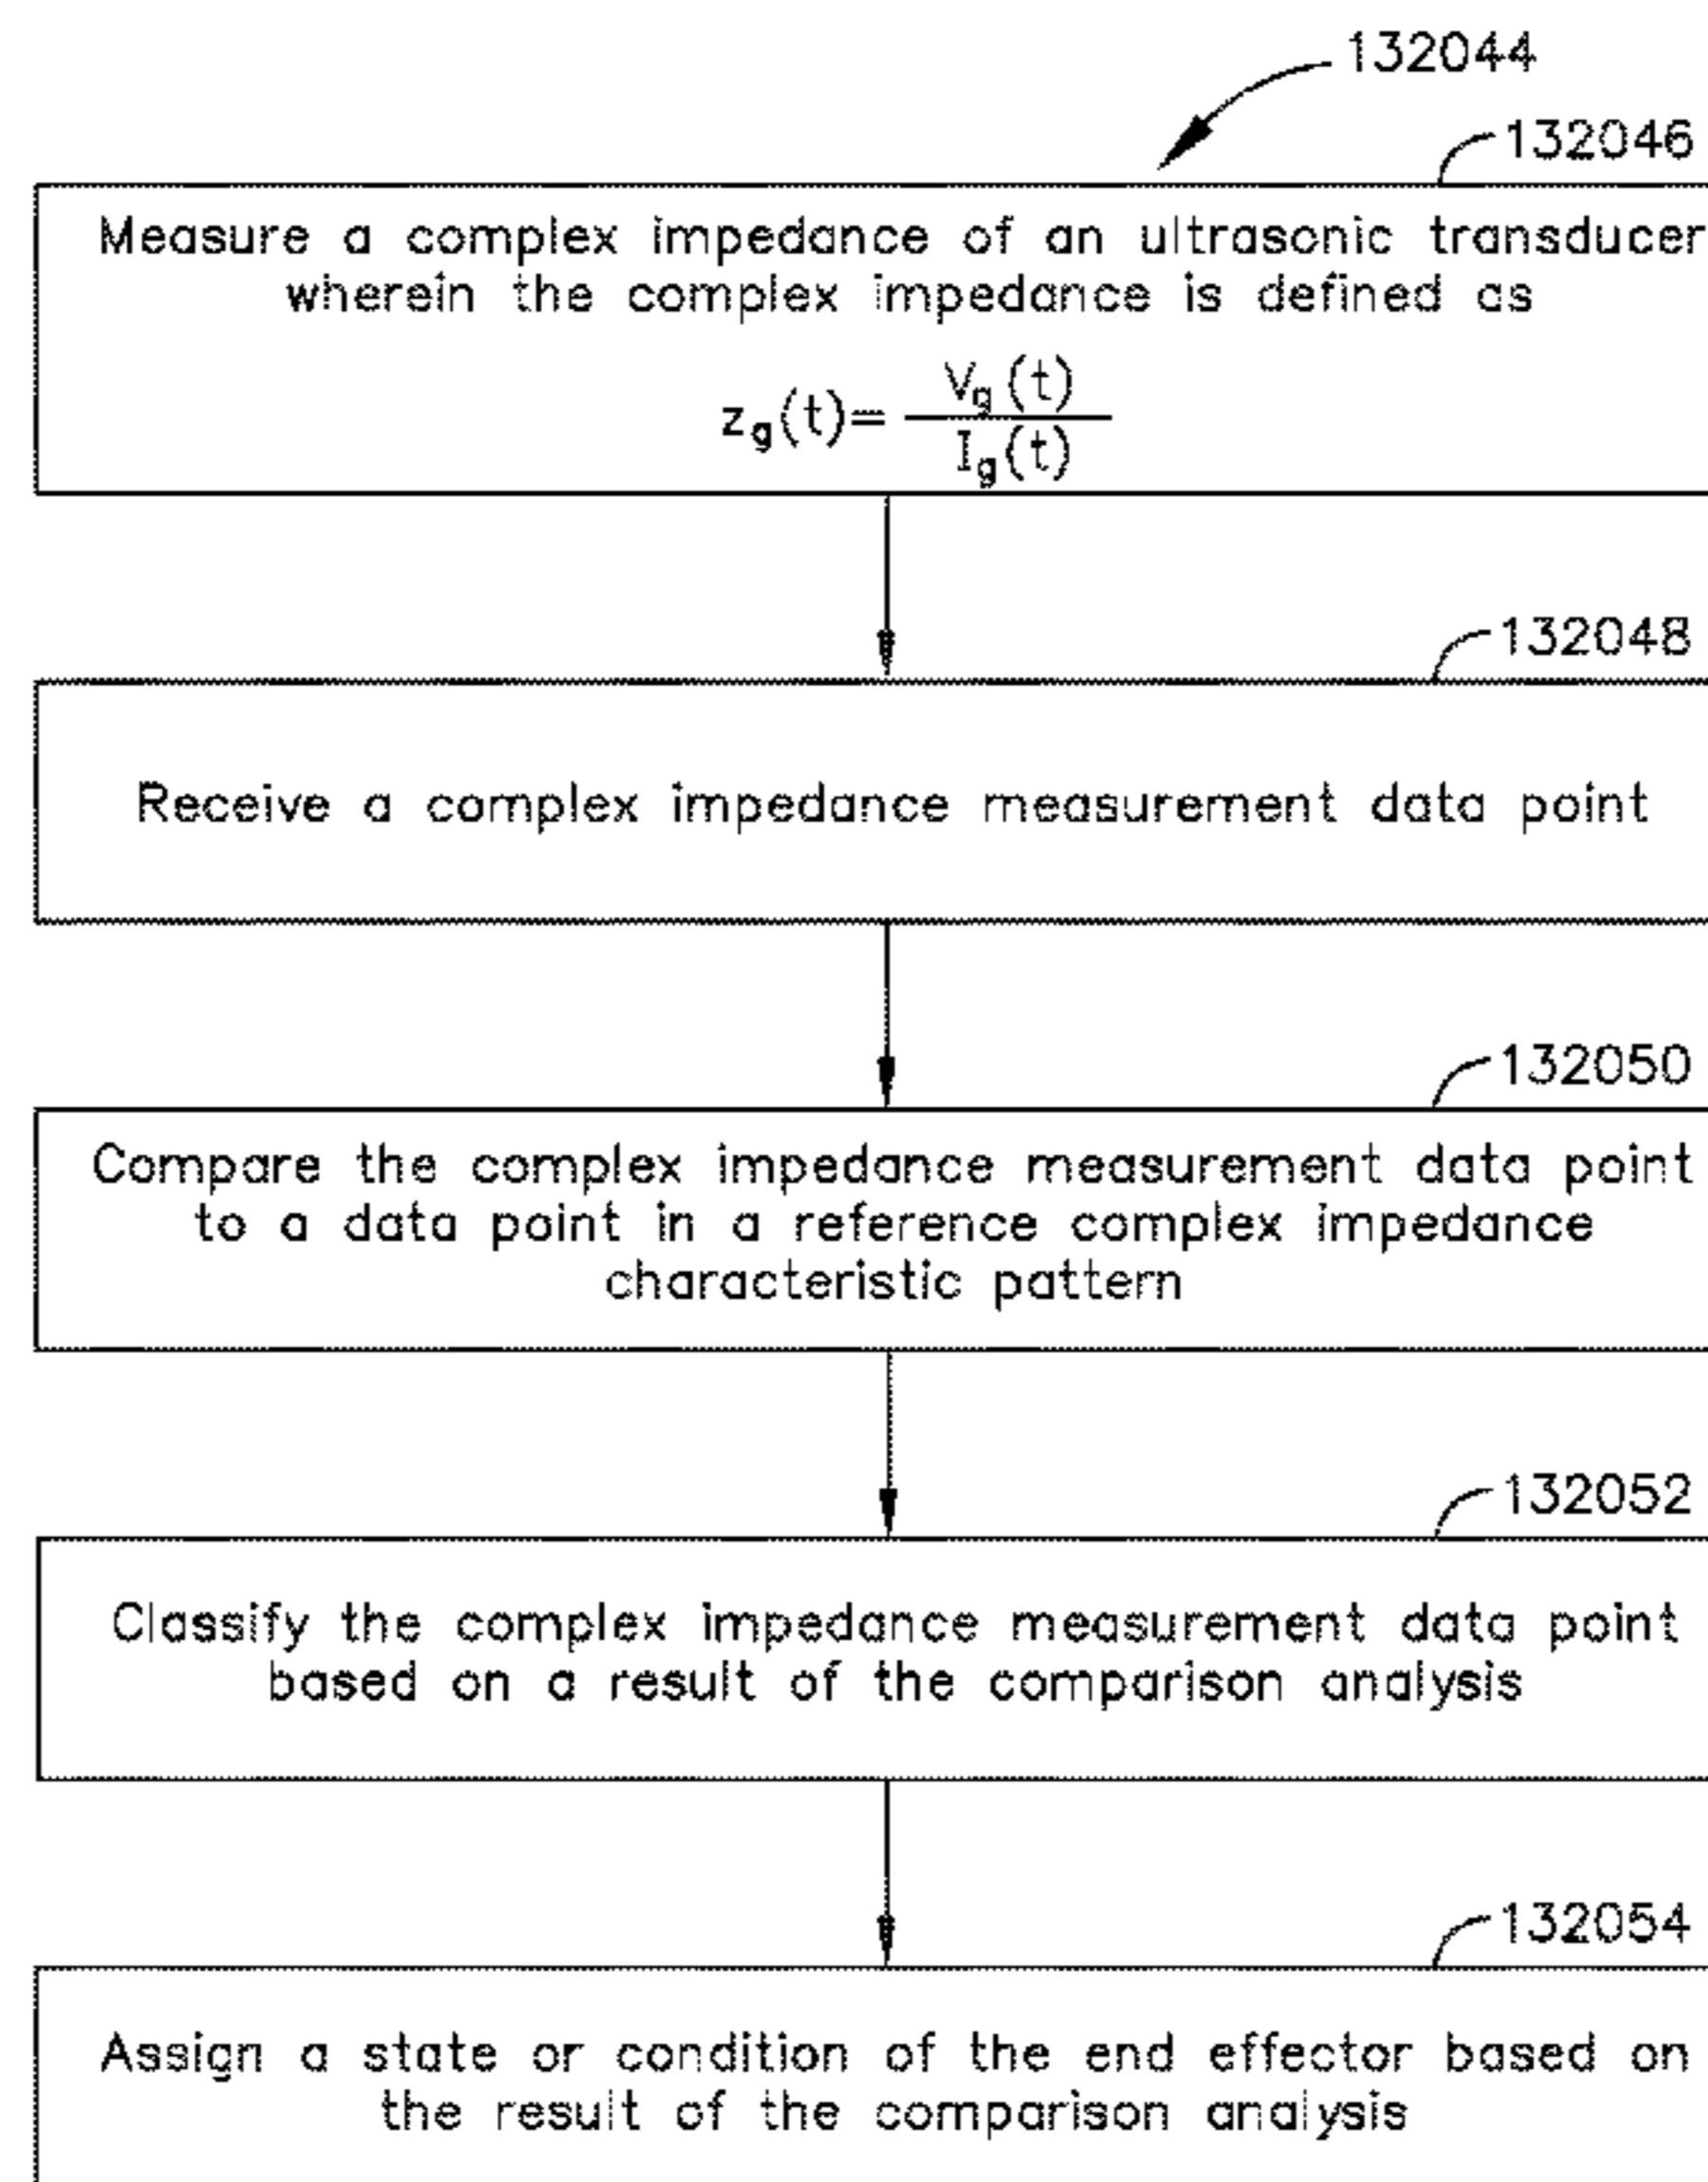 132044
132046
Measure a complex impedance of an ultrasonic transducer
wherein the complex impedance is defined as
z_g(t)= V_g(t)
I_g(t)
132048
Receive a complex impedance measurement data point
132050
Compare the complex impedance measurement data point
to a data point in a reference complex impedance
characteristic pattern
132052
Classify the complex impedance measurement data point
based on a result of the comparison analysis
132054
Assign a state or condition of the end effector based on
the result of the comparison analysis